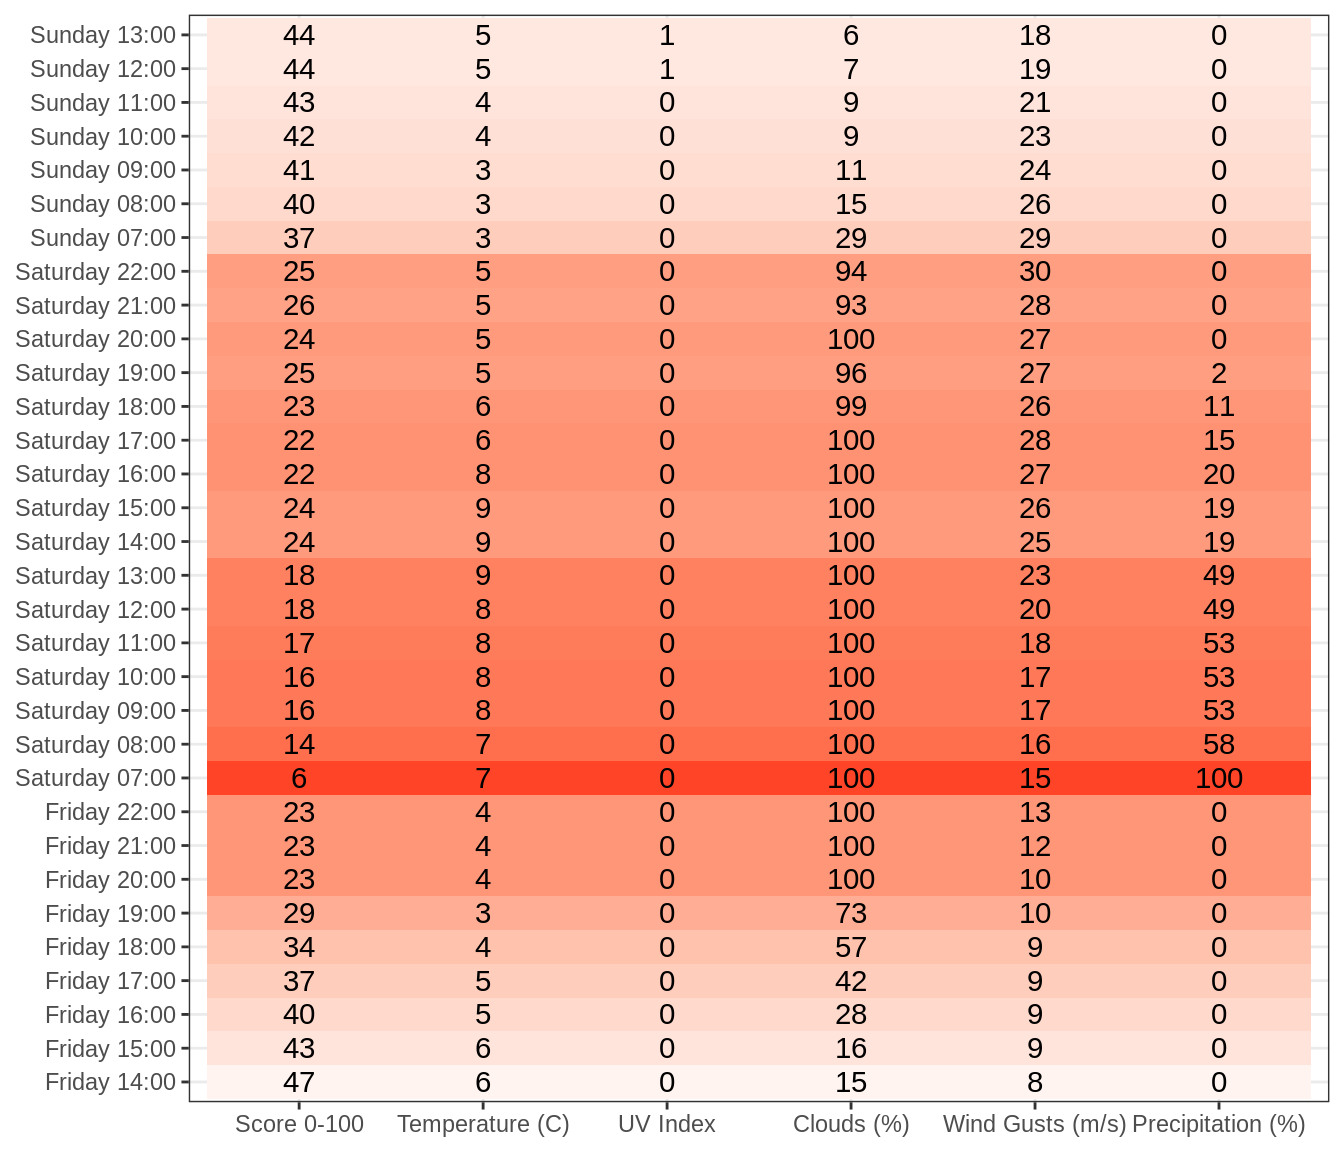 Sunday 13:00 44 5 1 6 18 0
Sunday 12:00 44 5 1 7 19 0
Sunday 11:00 43 4 0 9 21 0
Sunday 10:00 42 4 0 9 23 0
Sunday 09:00 41 3 0 11 24 0
Sunday 08:00 40 3 0 15 26 0
Sunday 07:00 37 3 0 29 29 0
Saturday 22:00 25 5 0 94 30 0
Saturday 21:00 26 5 0 93 28 0
Saturday 20:00 24 5 0 100 27 0
Saturday 19:00 25 5 0 96 27 2
Saturday 18:00 23 6 0 99 26 11
Saturday 17:00 22 6 0 100 28 15
Saturday 16:00 22 8 0 100 27 20
Saturday 15:00 24 9 0 100 26 19
Saturday 14:00 24 9 0 100 25 19
Saturday 13:00 18 9 0 100 23 49
Saturday 12:00 18 8 0 100 20 49
Saturday 11:00 17 8 0 100 18 53
Saturday 10:00 16 8 0 100 17 53
Saturday 09:00 16 8 0 100 17 53
Saturday 08:00 14 7 0 100 16 58
Saturday 07:00 6 7 0 100 15 100
Friday 22:00 23 4 0 100 13 0
Friday 21:00 23 4 0 100 12 0
Friday 20:00 23 4 0 100 10 0
Friday 19:00 29 3 0 73 10 0
Friday 18:00 34 4 0 57 9 0
Friday 17:00 37 5 0 42 9 0
Friday 16:00 40 5 0 28 9 0
Friday 15:00 43 6 0 16 9 0
Friday 14:00 47 6 0 15 8 0
Score 0-100 Temperature (C) UV Index Clouds (%) Wind Gusts (m/s) Precipitation (%)